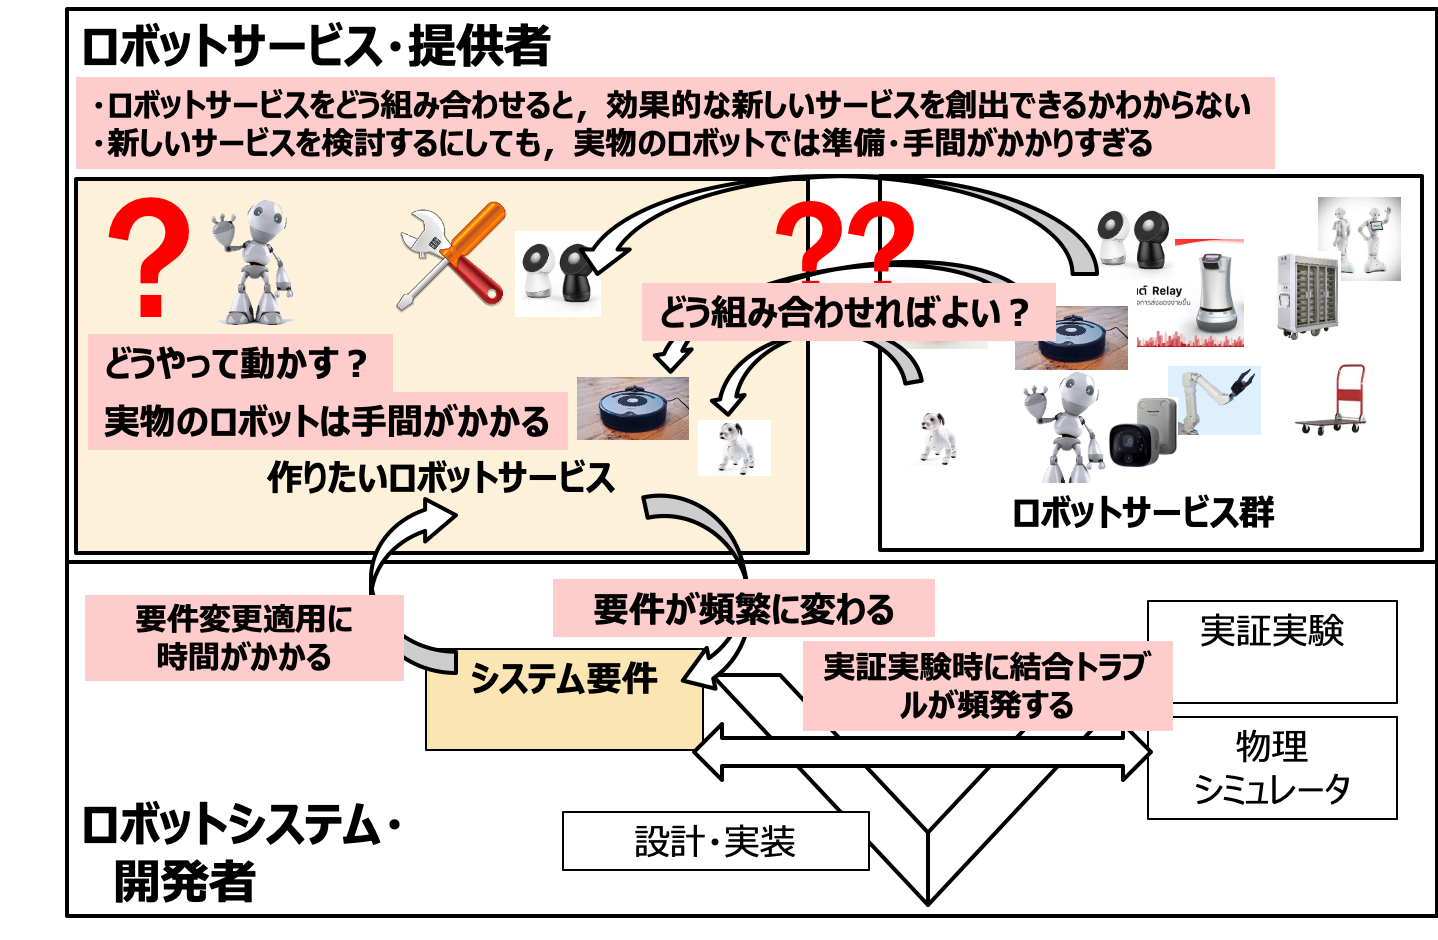 ロボットサービス・提供者
・ロボットサービスをどう組み合わせると，効果的な新しいサービスを創出できるかわからない
・新しいサービスを検討するにしても，実物のロボットでは準備・手間がかかりすぎる
?
??
どう組み合わせればよい？
どうやって動かす？
実物のロボットは手間がかかる
作りたいロボットサービス
Relay
ロボットサービス群
要件変更適用に
時間がかかる
要件が頻繁に変わる
システム要件
実証実験時に結合トラブ
ルが頻発する
実証実験
物理
シミュレータ
設計・実装
ロボットシステム・
開発者